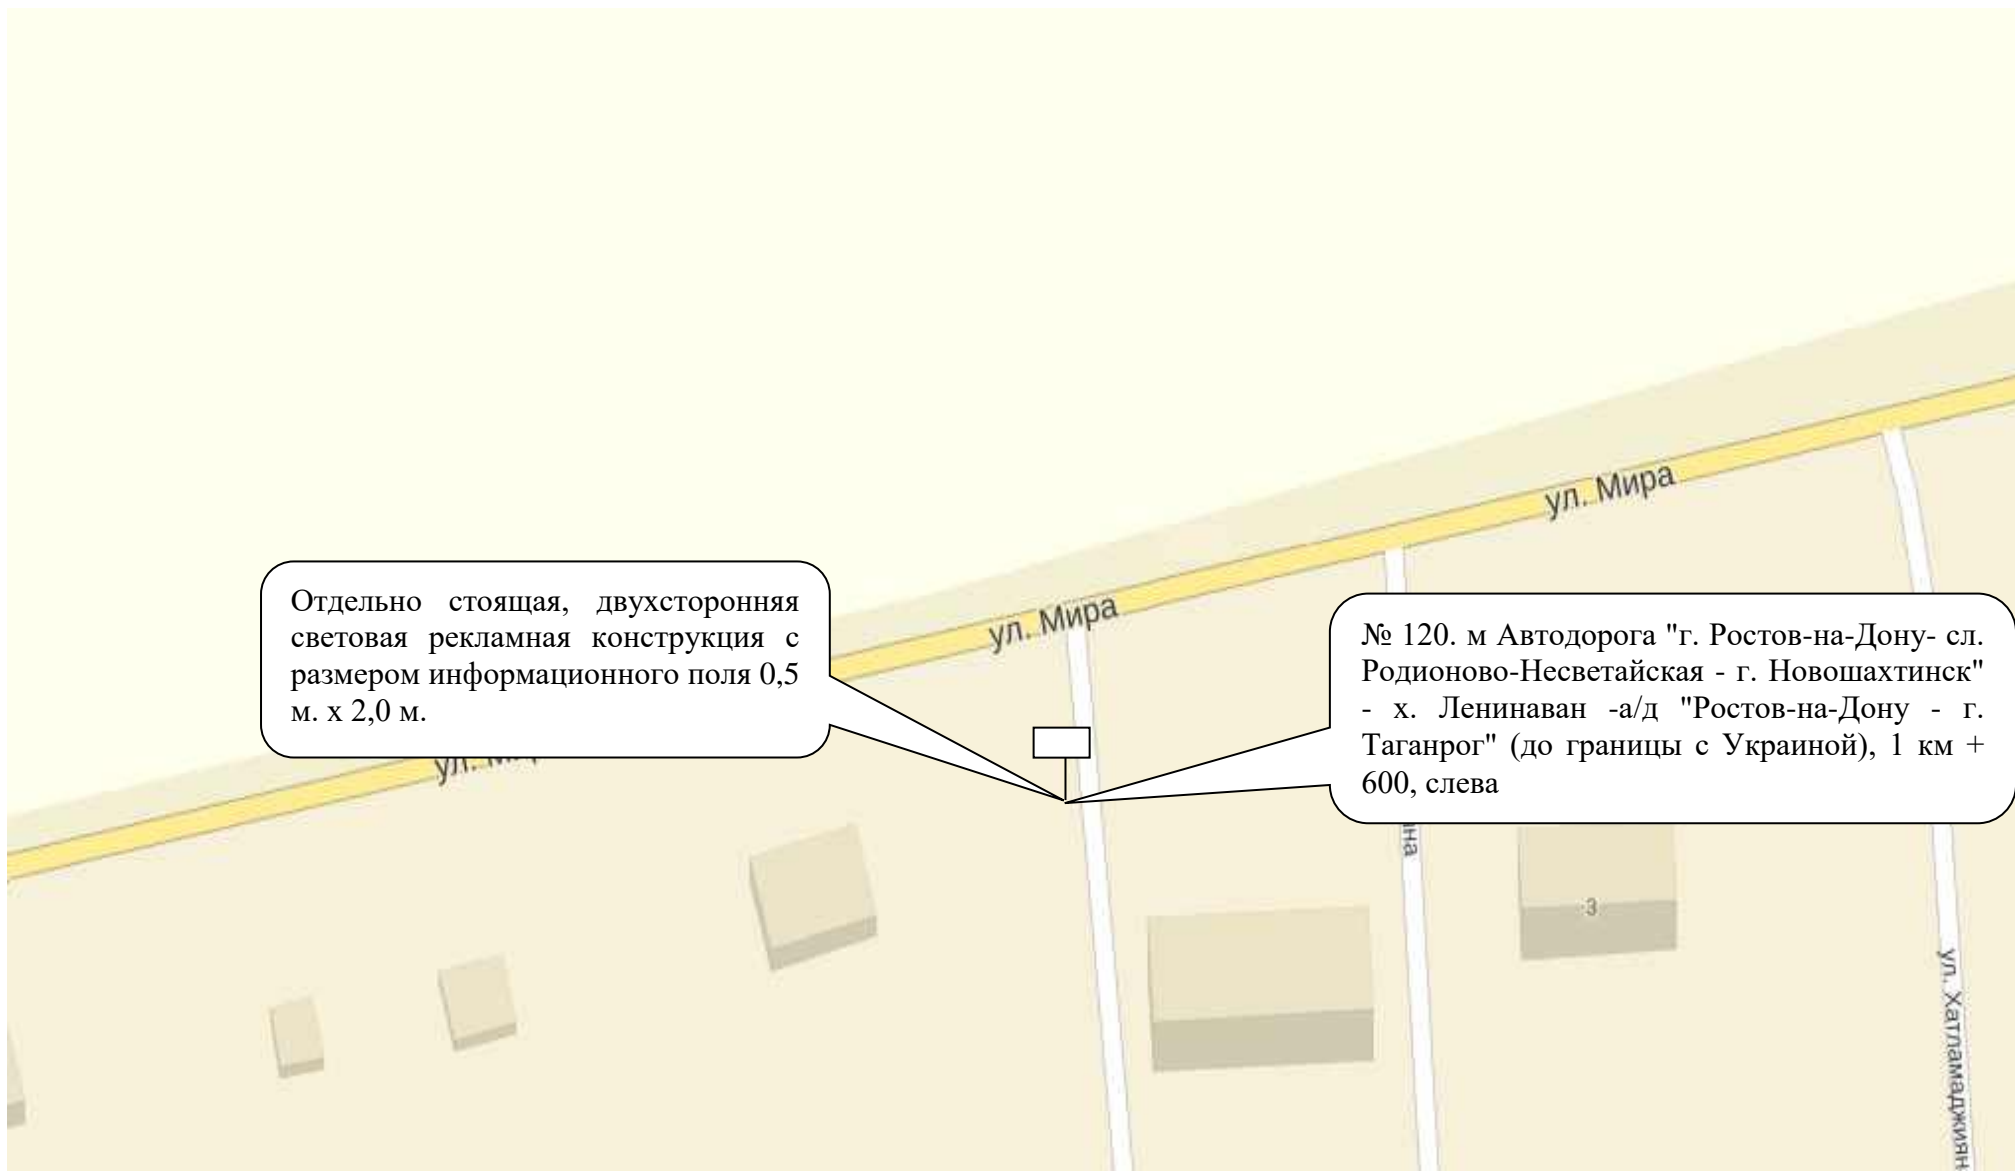 ул. Мира
ул. Мира
Отдельно стоящая, двухсторонняя
световая рекламная конструкция с
размером информационного поля 0,5
м. х 2,0 м.
№ 120. м Автодорога "г. Ростов-на-Дону- сл.
Родионово-Несветайская - г. Новошахтинск"
- х. Ленинаван -а/д "Ростов-на-Дону - г.
Таганрог" (до границы с Украиной), 1 км +
600, слева
ул.
на
3
ул. Хатламаджиян